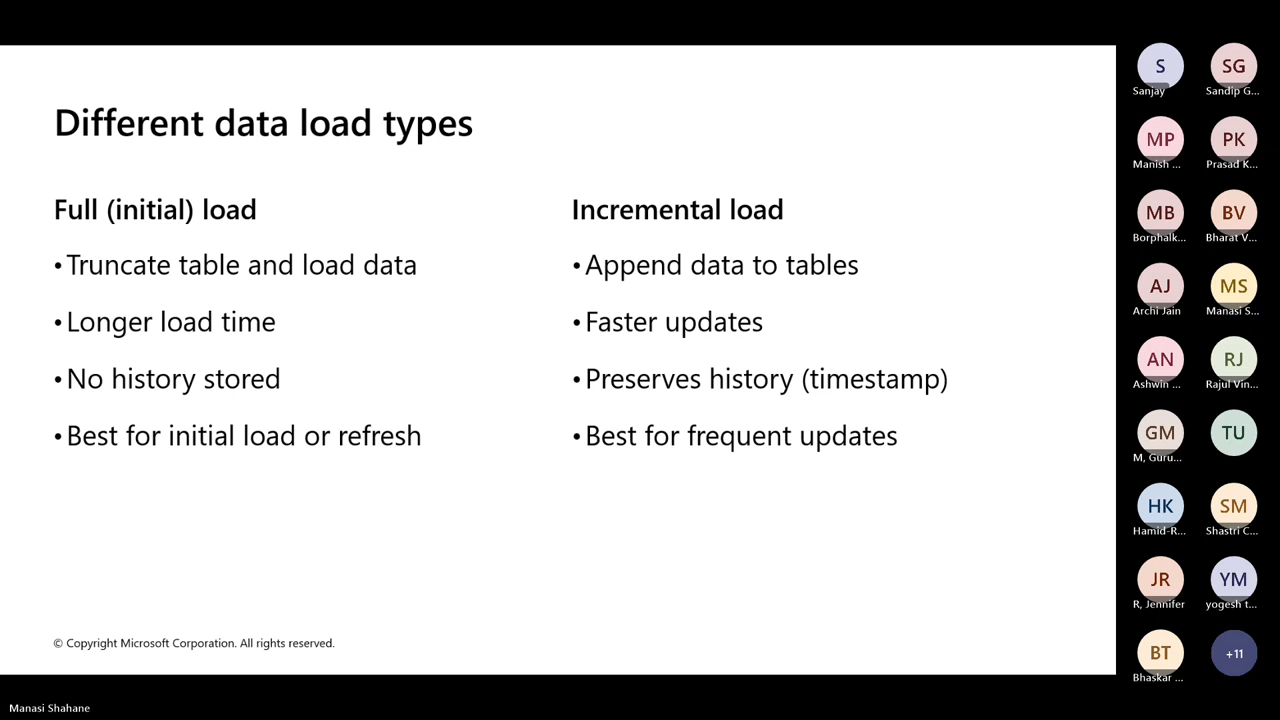 Different data load types
Full (initial) load
•Truncate table and load data
•Longer load time
•No history stored
•Best for initial load or refresh
Incremental load
•Append data to tables
•Faster updates
•Preserves history (timestamp)
•Best for frequent updates
© Copyright Microsoft Corporation. All rights reserved.
S
Sanjay
SG
Sandip G...
MP
Manish ...
PK
Prasad K...
MB
Borphalk...
BV
Bharat V...
AJ
Archi Jain
MS
Manasi S...
AN
Ashwin ...
RJ
Rajul Vin...
GM
M, Guru...
TU
HK
Hamid-R...
SM
Shastri C...
JR
R, Jennifer
YM
yogesh t...
BT
Bhaskar ...
+11
Manasi Shahane